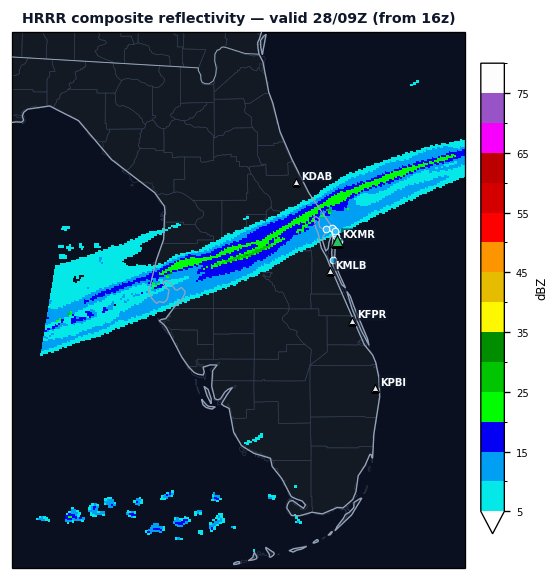 HRRR composite reflectivity — valid 28/09Z (from 16z)
KDAB
KXMR
KMLB
KFPR
KPBI
75
65
55
45
35
25
15
5
dBZ